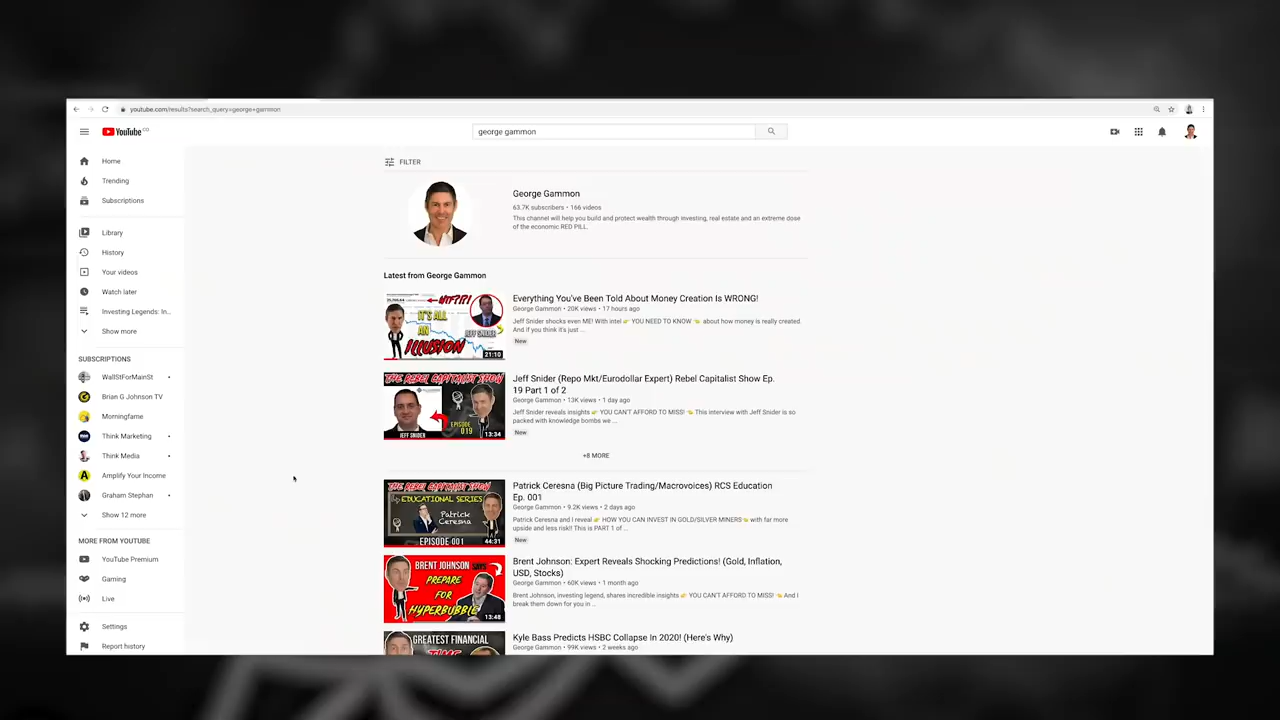 youtube.com/results?search_query=george+gammon
YouTube CO
george gammon
Home
Trending
Subscriptions
Library
History
Your videos
Watch later
Investing Legends: In...
Show more
SUBSCRIPTIONS
WallStForMainSt
Brian G Johnson TV
Morningfame
Think Marketing
Think Media
Amplify Your Income
Graham Stephan
Show 12 more
MORE FROM YOUTUBE
YouTube Premium
Gaming
Live
Settings
Report history
FILTER
George Gammon
63.7K subscribers • 166 videos
This channel will help you build and protect wealth through investing, real estate and an extreme dose
of the economic RED PILL.
Latest from George Gammon
WTF!?!
IT'S ALL
AN
ILLUSION
JEFF SNIDER
21:10
Everything You've Been Told About Money Creation Is WRONG!
George Gammon • 20K views • 17 hours ago
Jeff Snider shocks even ME! With intel 👉 YOU NEED TO KNOW 👈 about how money is really created.
And if you think it's just ...
New
THE REBEL CAPITALIST SHOW
EPISODE
019
JEFF SNIDER
13:34
Jeff Snider (Repo Mkt/Eurodollar Expert) Rebel Capitalist Show Ep.
19 Part 1 of 2
George Gammon • 13K views • 1 day ago
Jeff Snider reveals insights 👉 YOU CAN'T AFFORD TO MISS! 👈 This interview with Jeff Snider is so
packed with knowledge bombs we ...
New
+8 MORE
THE REBEL CAPITALIST SHOW
EDUCATIONAL SERIES
Patrick
Ceresna
EPISODE 001
44:31
Patrick Ceresna (Big Picture Trading/Macrovoices) RCS Education
Ep. 001
George Gammon • 9.2K views • 2 days ago
Patrick Ceresna and I reveal 👉 HOW YOU CAN INVEST IN GOLD/SILVER MINERS 👈 with far more
upside and less risk!! This is PART 1 of ...
New
BRENT JOHNSON SAYS
PREPARE
FOR
HYPERBUBBLE
13:48
Brent Johnson: Expert Reveals Shocking Predictions! (Gold, Inflation,
USD, Stocks)
George Gammon • 60K views • 1 month ago
Brent Johnson, investing legend, shares incredible insights 👉 YOU CAN'T AFFORD TO MISS! 👈 And I
break them down for you in ...
GREATEST FINANCIAL
Kyle Bass Predicts HSBC Collapse In 2020! (Here's Why)
George Gammon • 99K views • 2 weeks ago